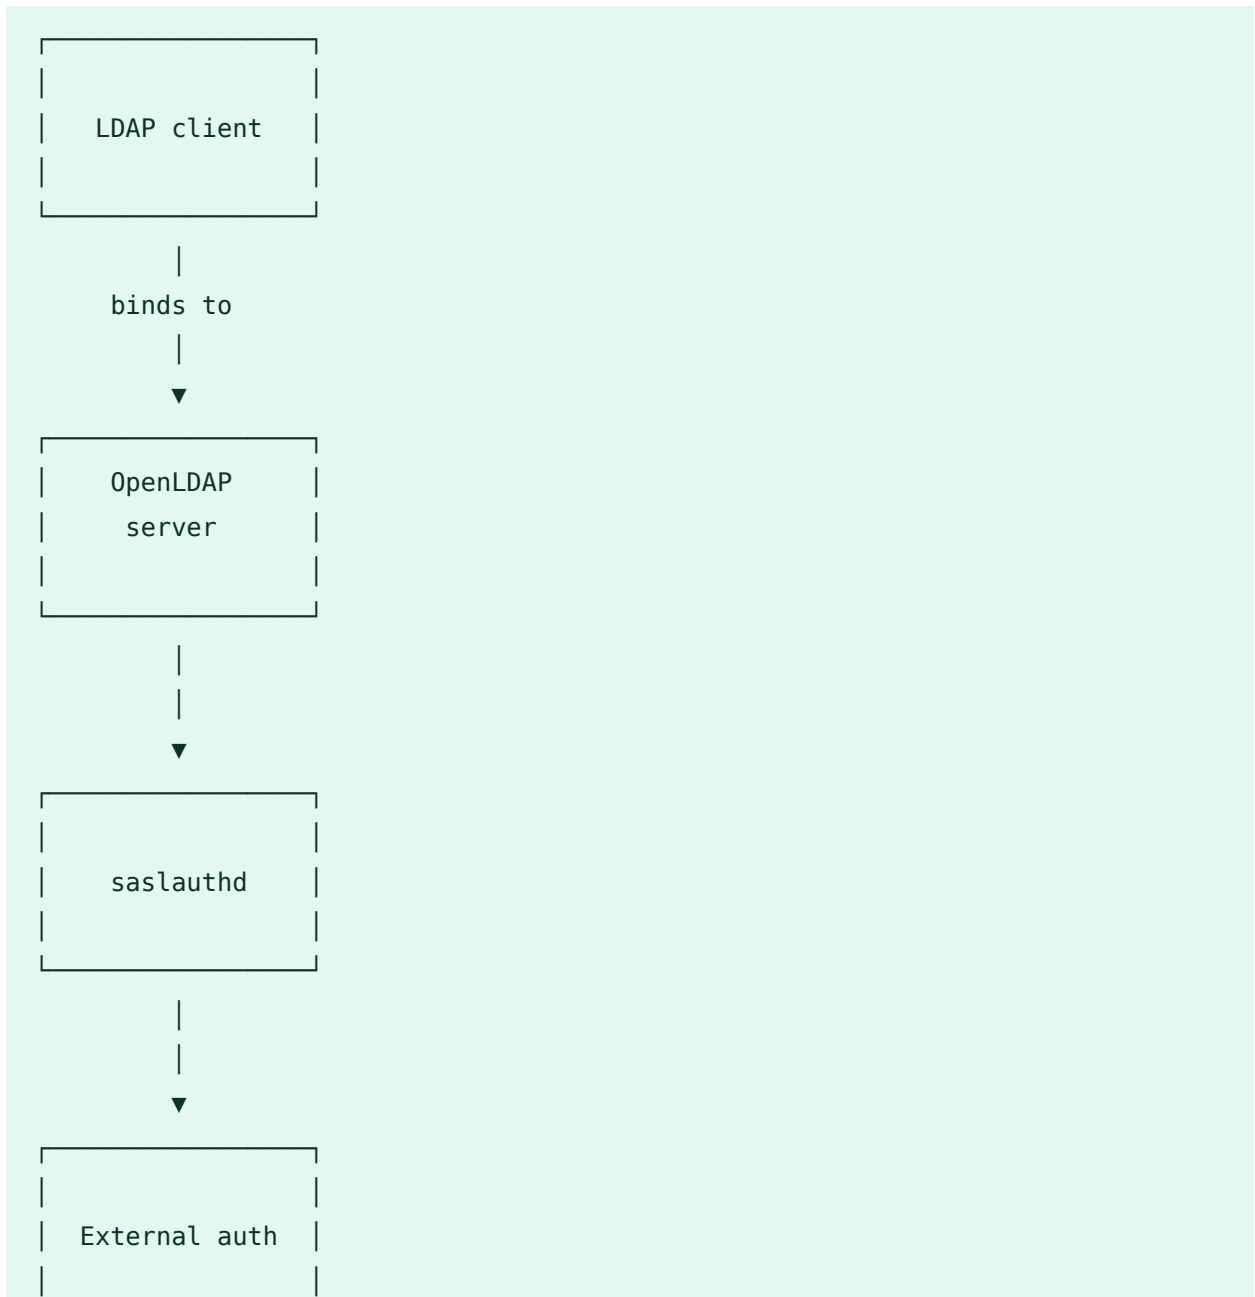 LDAP client
binds to
OpenLDAP
server
saslauthd
External auth